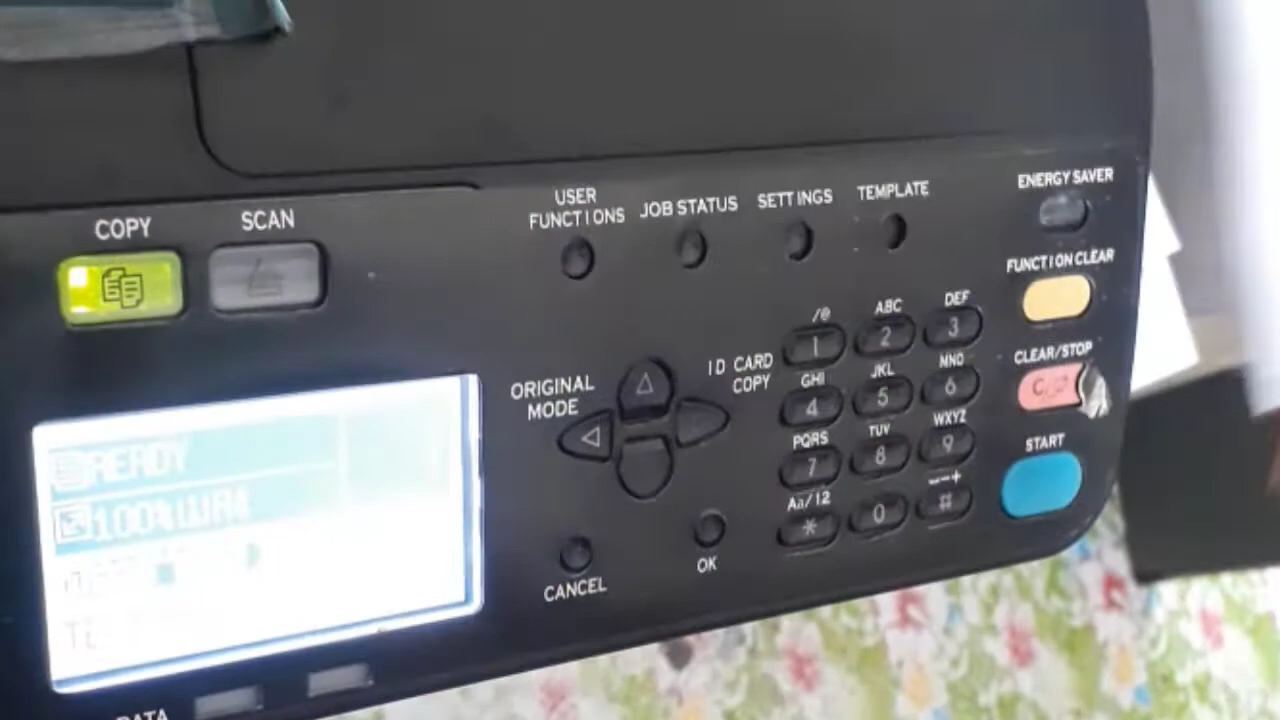 COPY
SCAN
READY
100%
DATA
USER
FUNCTIONS
JOB STATUS
SETTINGS
TEMPLATE
ENERGY SAVER
FUNCTION CLEAR
CLEAR/STOP
START
ORIGINAL
MODE
ID CARD
COPY
CANCEL
OK
/@
ABC
DEF
1
2
3
GHI
JKL
MNO
4
5
6
PQRS
TUV
WXYZ
7
8
9
Aa/12
*
0
#